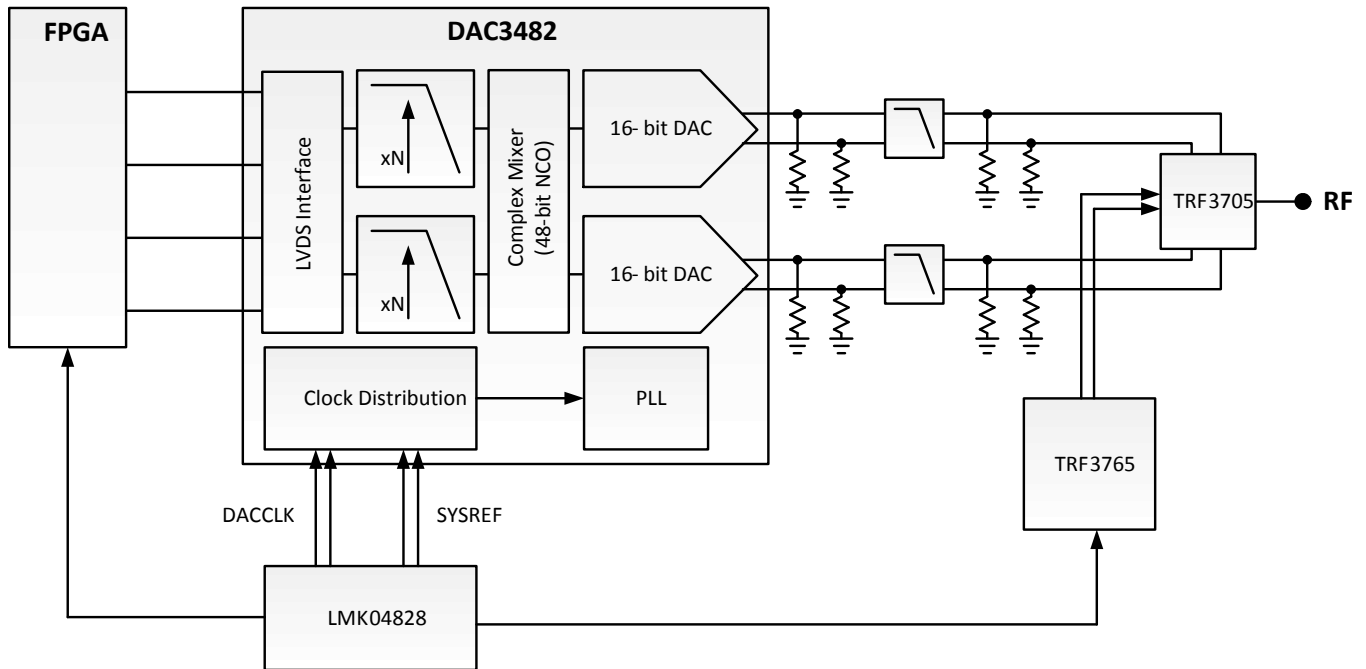 FPGA
DAC3482
LVDS Interface
xN
xN
Complex Mixer
(48-bit NCO)
16- bit DAC
16- bit DAC
TRF3705
RF
Clock Distribution
PLL
TRF3765
DACCLK
SYSREF
LMK04828